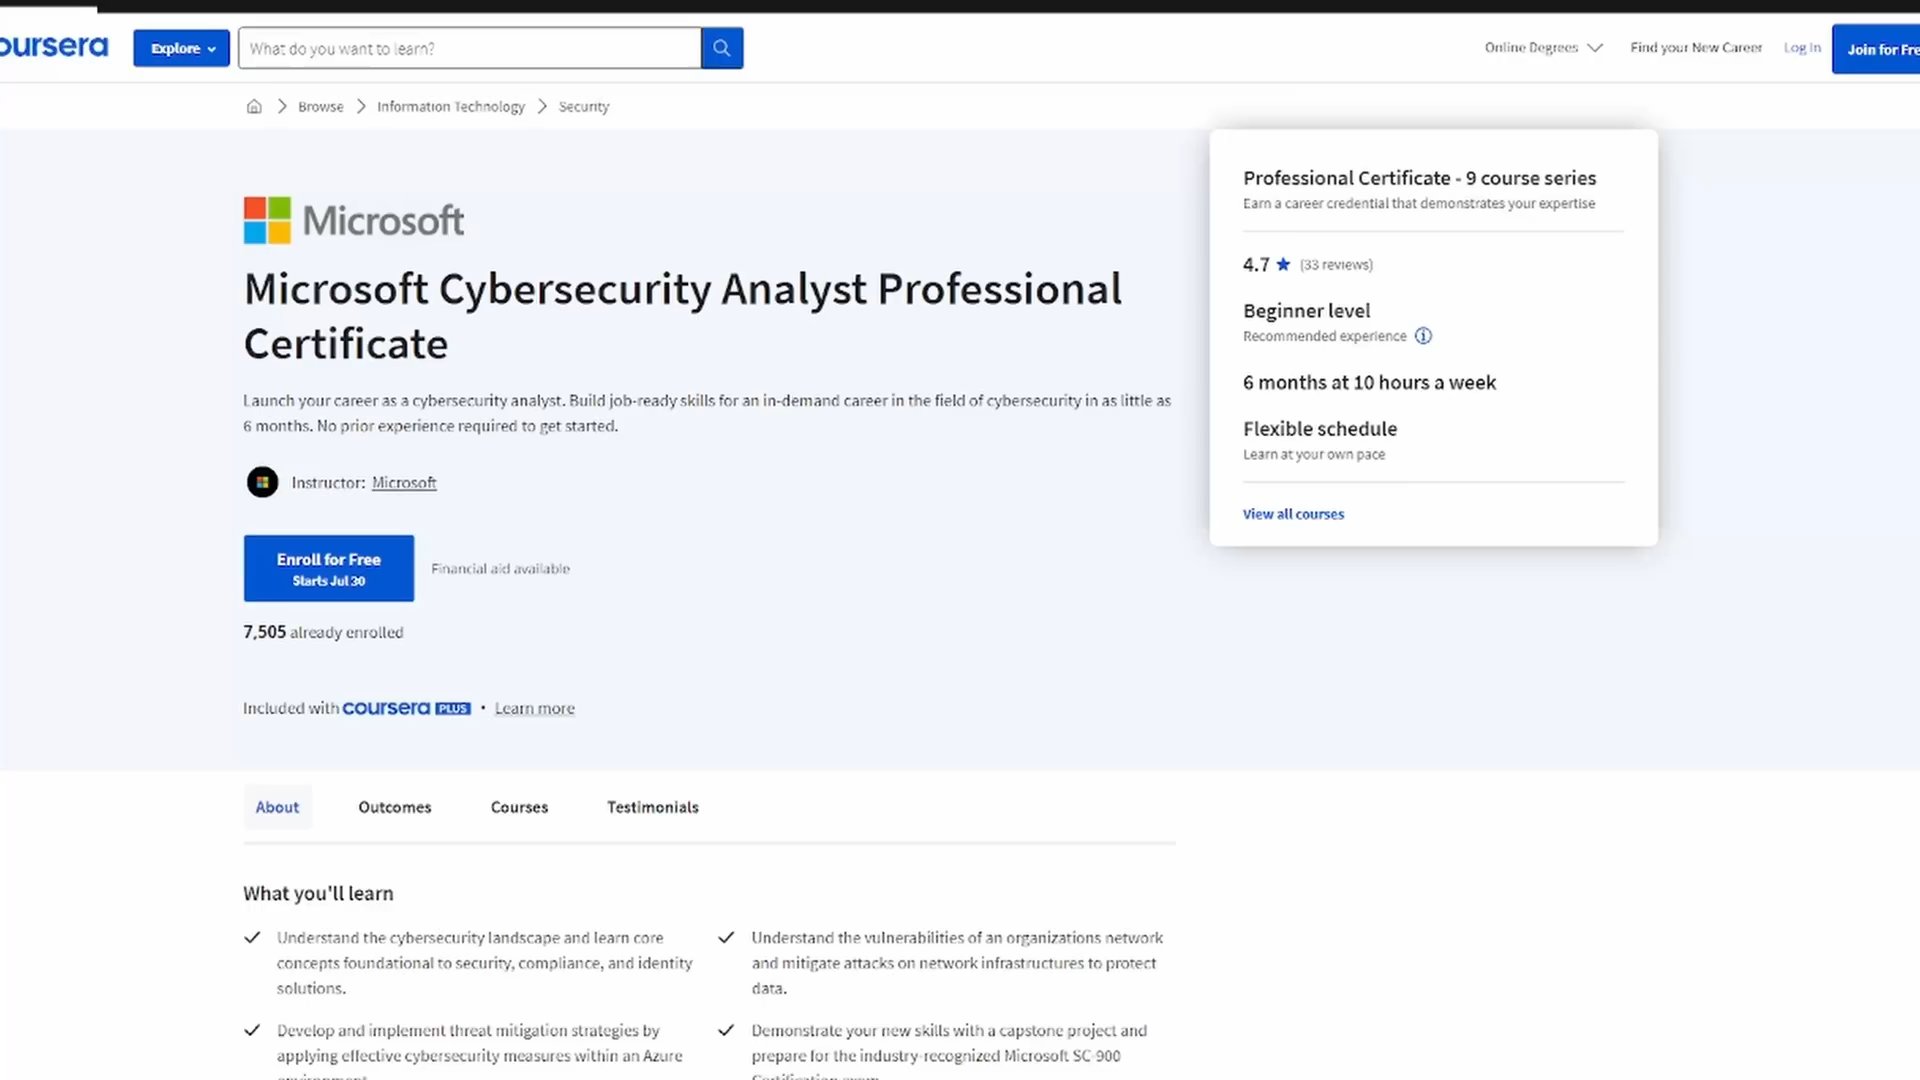 oursera
Explore
What do you want to learn?
Online Degrees
Find your New Career
Log In
Join for Fre
Browse
Information Technology
Security
Microsoft
Microsoft Cybersecurity Analyst Professional
Certificate
Launch your career as a cybersecurity analyst. Build job-ready skills for an in-demand career in the field of cybersecurity in as little as
6 months. No prior experience required to get started.
Instructor: Microsoft
Enroll for Free
Starts Jul 30
Financial aid available
7,505 already enrolled
Included with coursera PLUS • Learn more
Professional Certificate - 9 course series
Earn a career credential that demonstrates your expertise
4.7 ★ (33 reviews)
Beginner level
Recommended experience
6 months at 10 hours a week
Flexible schedule
Learn at your own pace
View all courses
About
Outcomes
Courses
Testimonials
What you'll learn
Understand the cybersecurity landscape and learn core
concepts foundational to security, compliance, and identity
solutions.
Understand the vulnerabilities of an organizations network
and mitigate attacks on network infrastructures to protect
data.
Develop and implement threat mitigation strategies by
applying effective cybersecurity measures within an Azure
Demonstrate your new skills with a capstone project and
prepare for the industry-recognized Microsoft SC-900